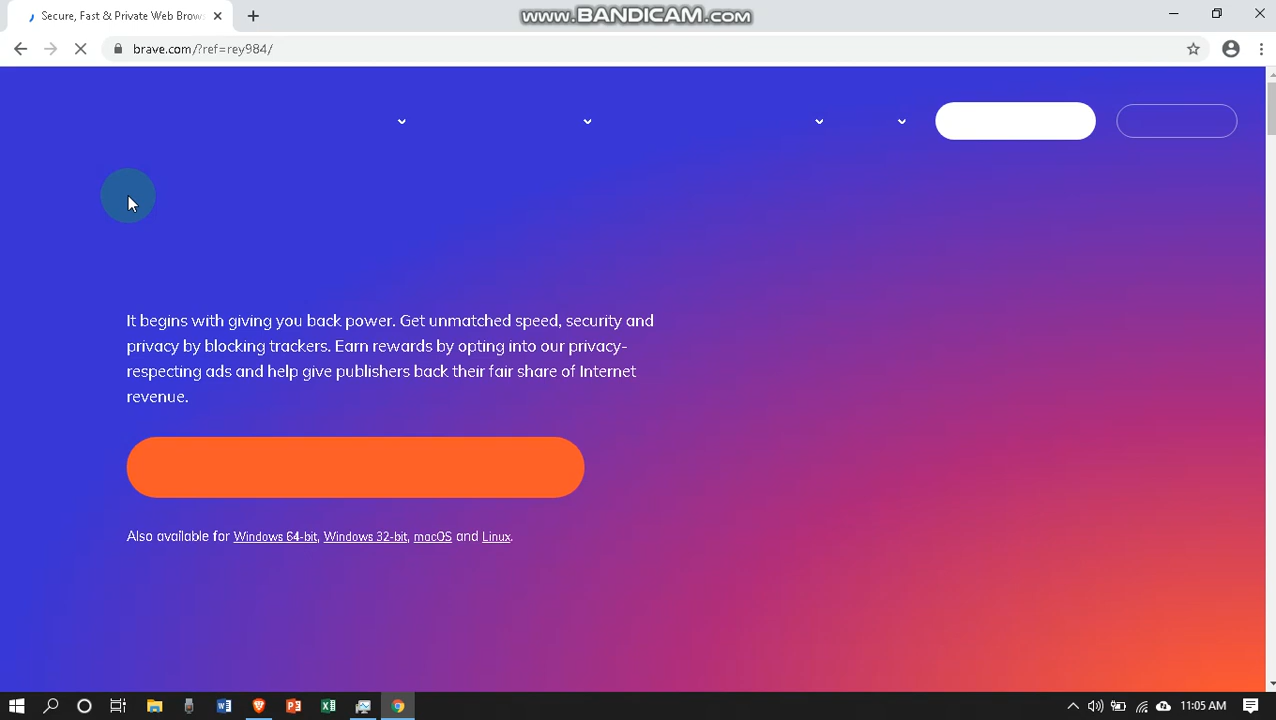 Secure, Fast & Private Web Brows
www.BANDICAM.com
brave.com/?ref=rey984/
It begins with giving you back power. Get unmatched speed, security and
privacy by blocking trackers. Earn rewards by opting into our privacy-
respecting ads and help give publishers back their fair share of Internet
revenue.
Also available for Windows 64-bit, Windows 32-bit, macOS and Linux.
11:05 AM